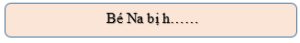 Bé Na bị h……